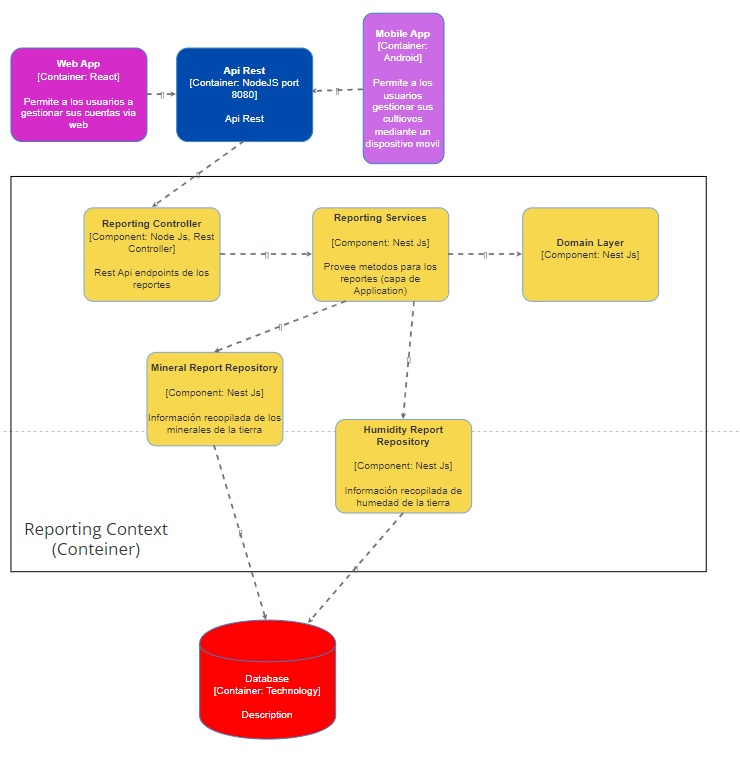 Web App
[Container: React]
Permite a los usuarios a
gestionar sus cuentas via
web
Api Rest
[Container: NodeJS port
8080]
Api Rest
Mobile App
[Container:
Android]
Permite a los
usuarios
gestionar sus
cultiovos
mediante un
dispositivo movil
Reporting Controller
[Component: Node Js, Rest
Controller]
Rest Api endpoints de los
reportes
Reporting Services
[Component: Nest Js]
Provee metodos para los
reportes (capa de
Application)
Domain Layer
[Component: Nest Js]
Mineral Report Repository
[Component: Nest Js]
Información recopilada de los
minerales de la tierra
Humidity Report
Repository
[Component: Nest Js]
Información recopilada de
humedad de la tierra
Reporting Context
(Conteiner)
Database
[Container: Technology]
Description